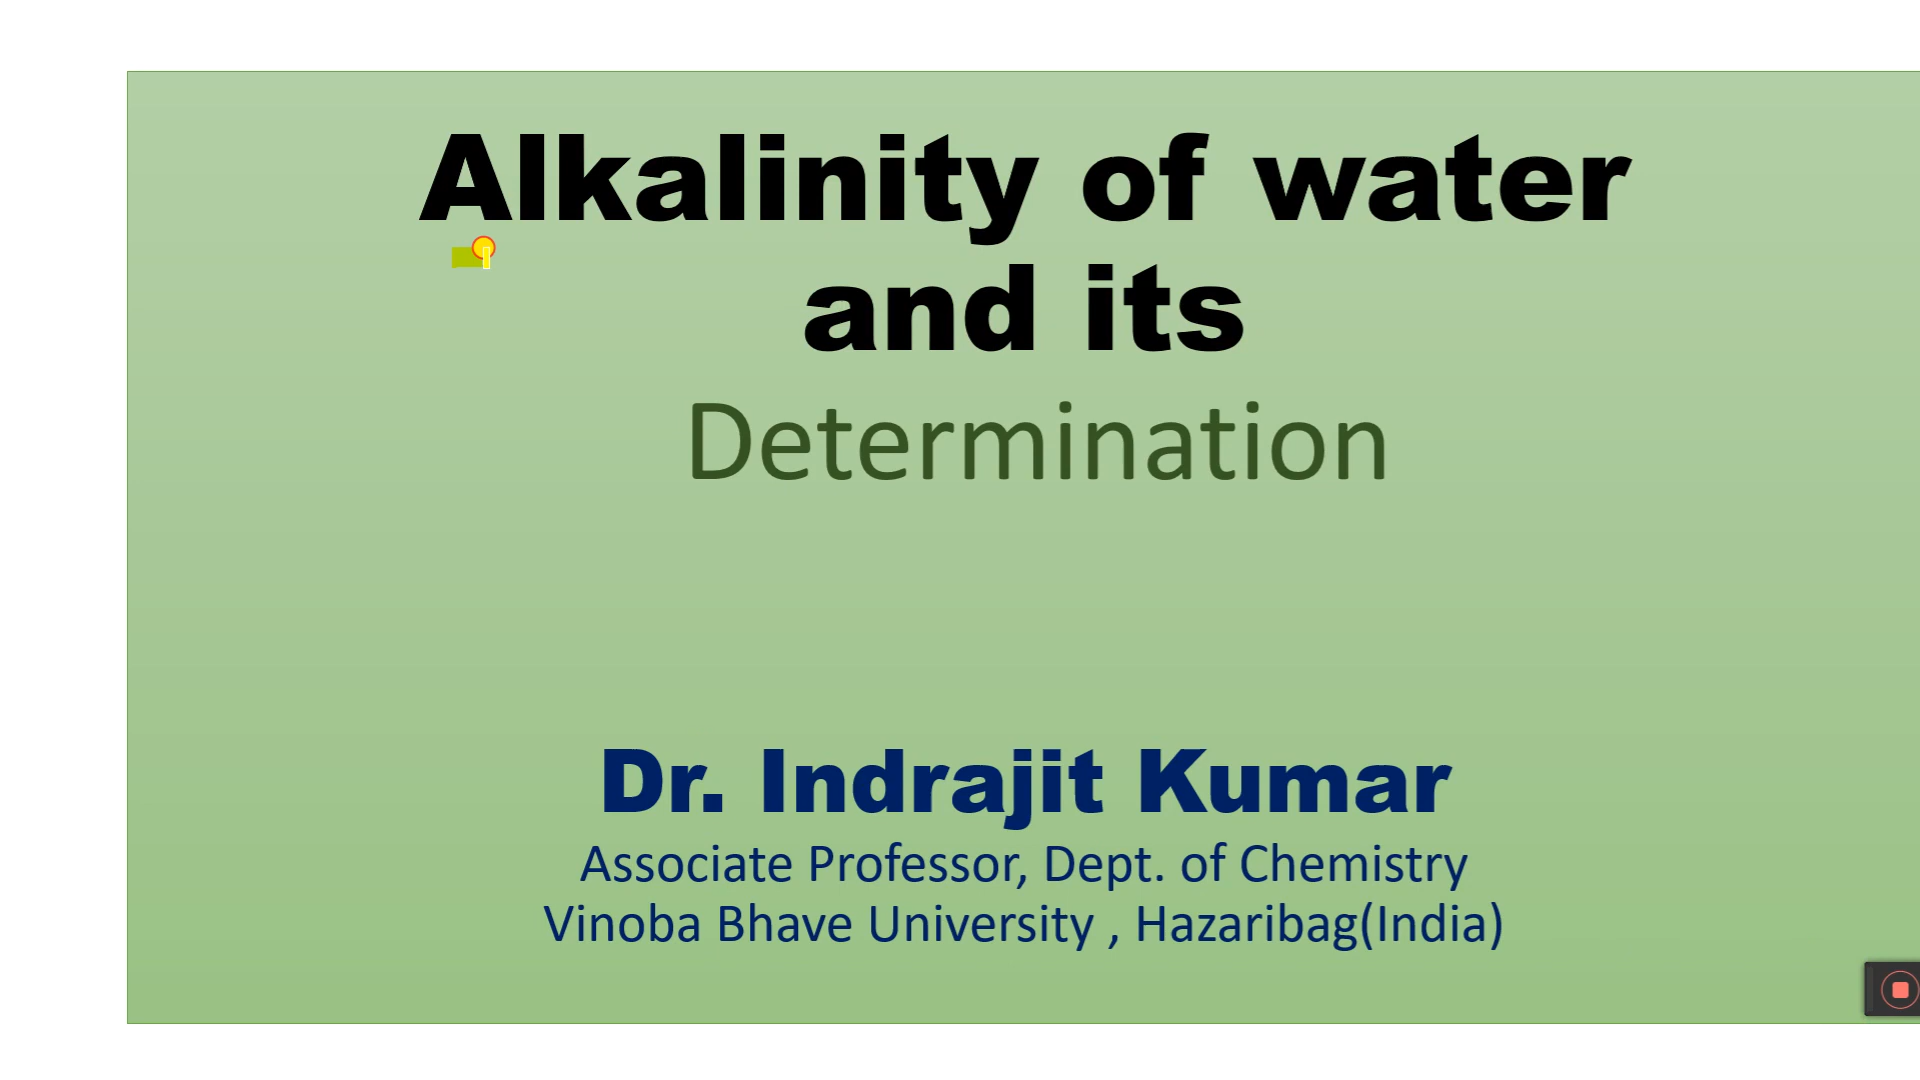 Alkalinity of water
and its
Determination
Dr. Indrajit Kumar
Associate Professor, Dept. of Chemistry
Vinoba Bhave University , Hazaribag(India)